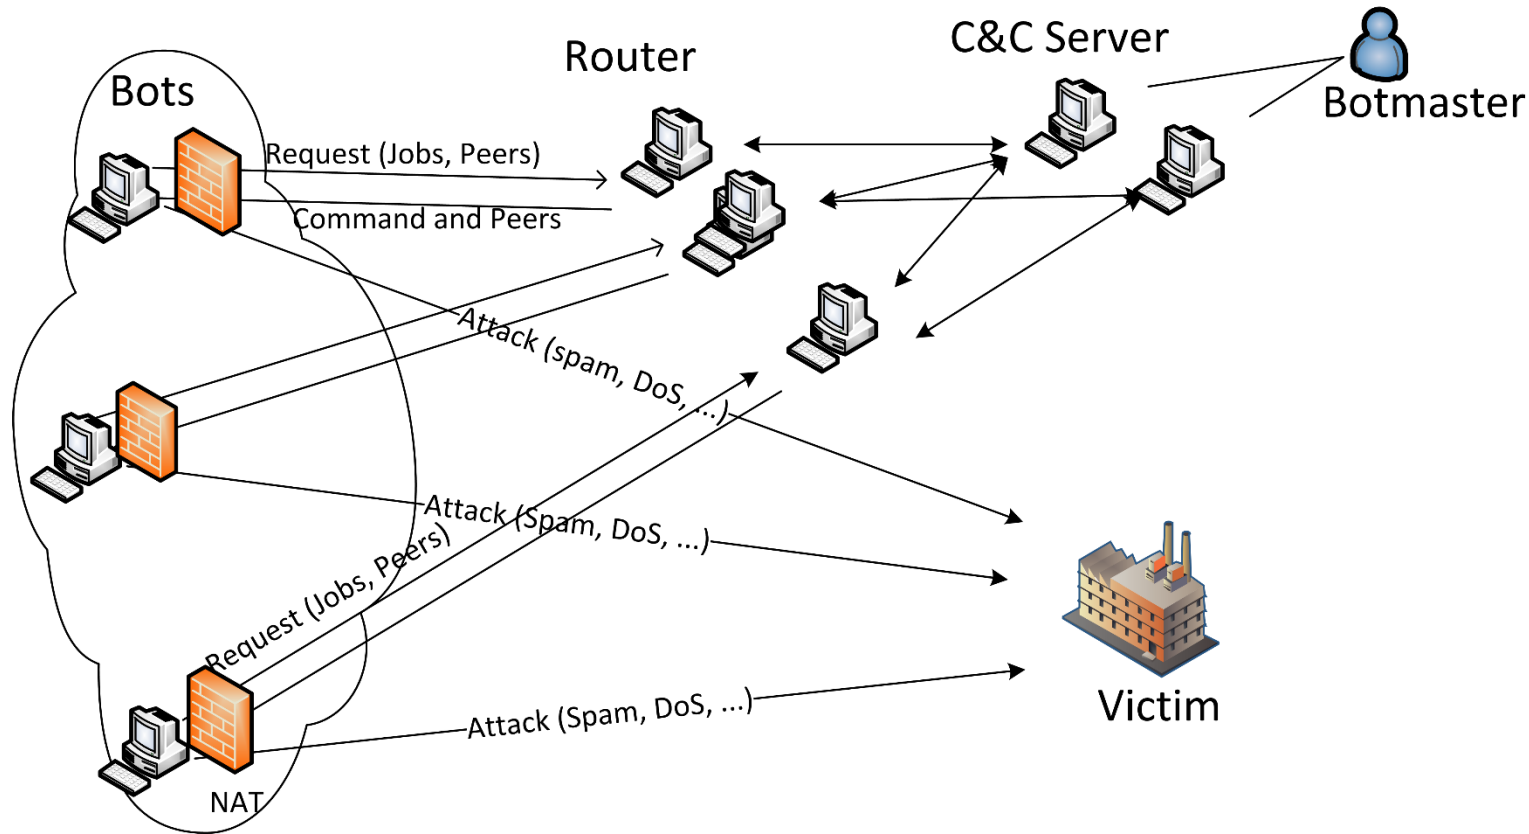 C&C Server
Router
Botmaster
Bots
Request (Jobs, Peers)
Command and Peers
Attack (spam, DoS, ...)
Attack (Spam, DoS, ...)
Request (Jobs, Peers)
Attack (Spam, DoS, ...)
Victim
NAT